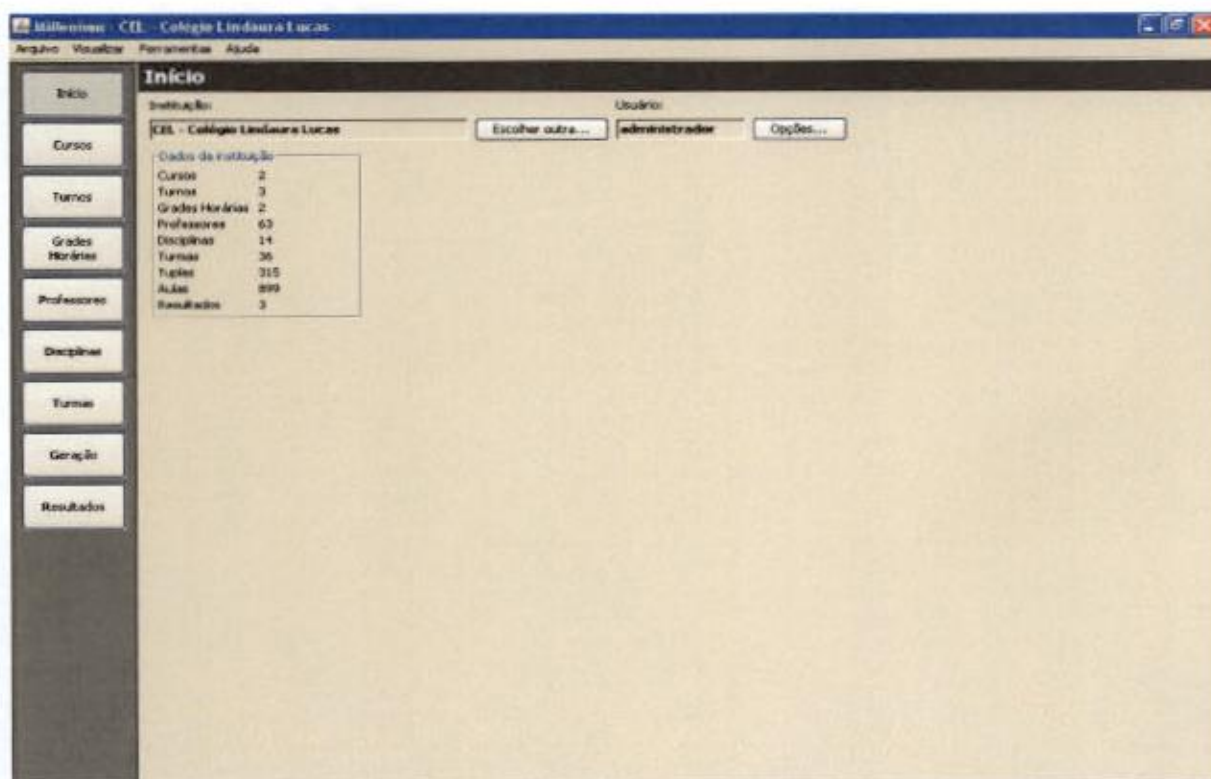 Millennium - CEL - Colégio Lindaura Lucas
Arquivo Visualizar Ferramentas Ajuda
Início
Início
Instituição: Usuário:
CEL - Colégio Lindaura Lucas Escolher outra... administrador Opções...
Cursos
Dados da instituição
Cursos 2
Turnos 3
Grades Horárias 2
Professores 63
Disciplinas 14
Turmas 36
Tuplas 315
Aulas 899
Resultados 3
Turnos
Grades
Horárias
Professores
Disciplinas
Turmas
Geração
Resultados